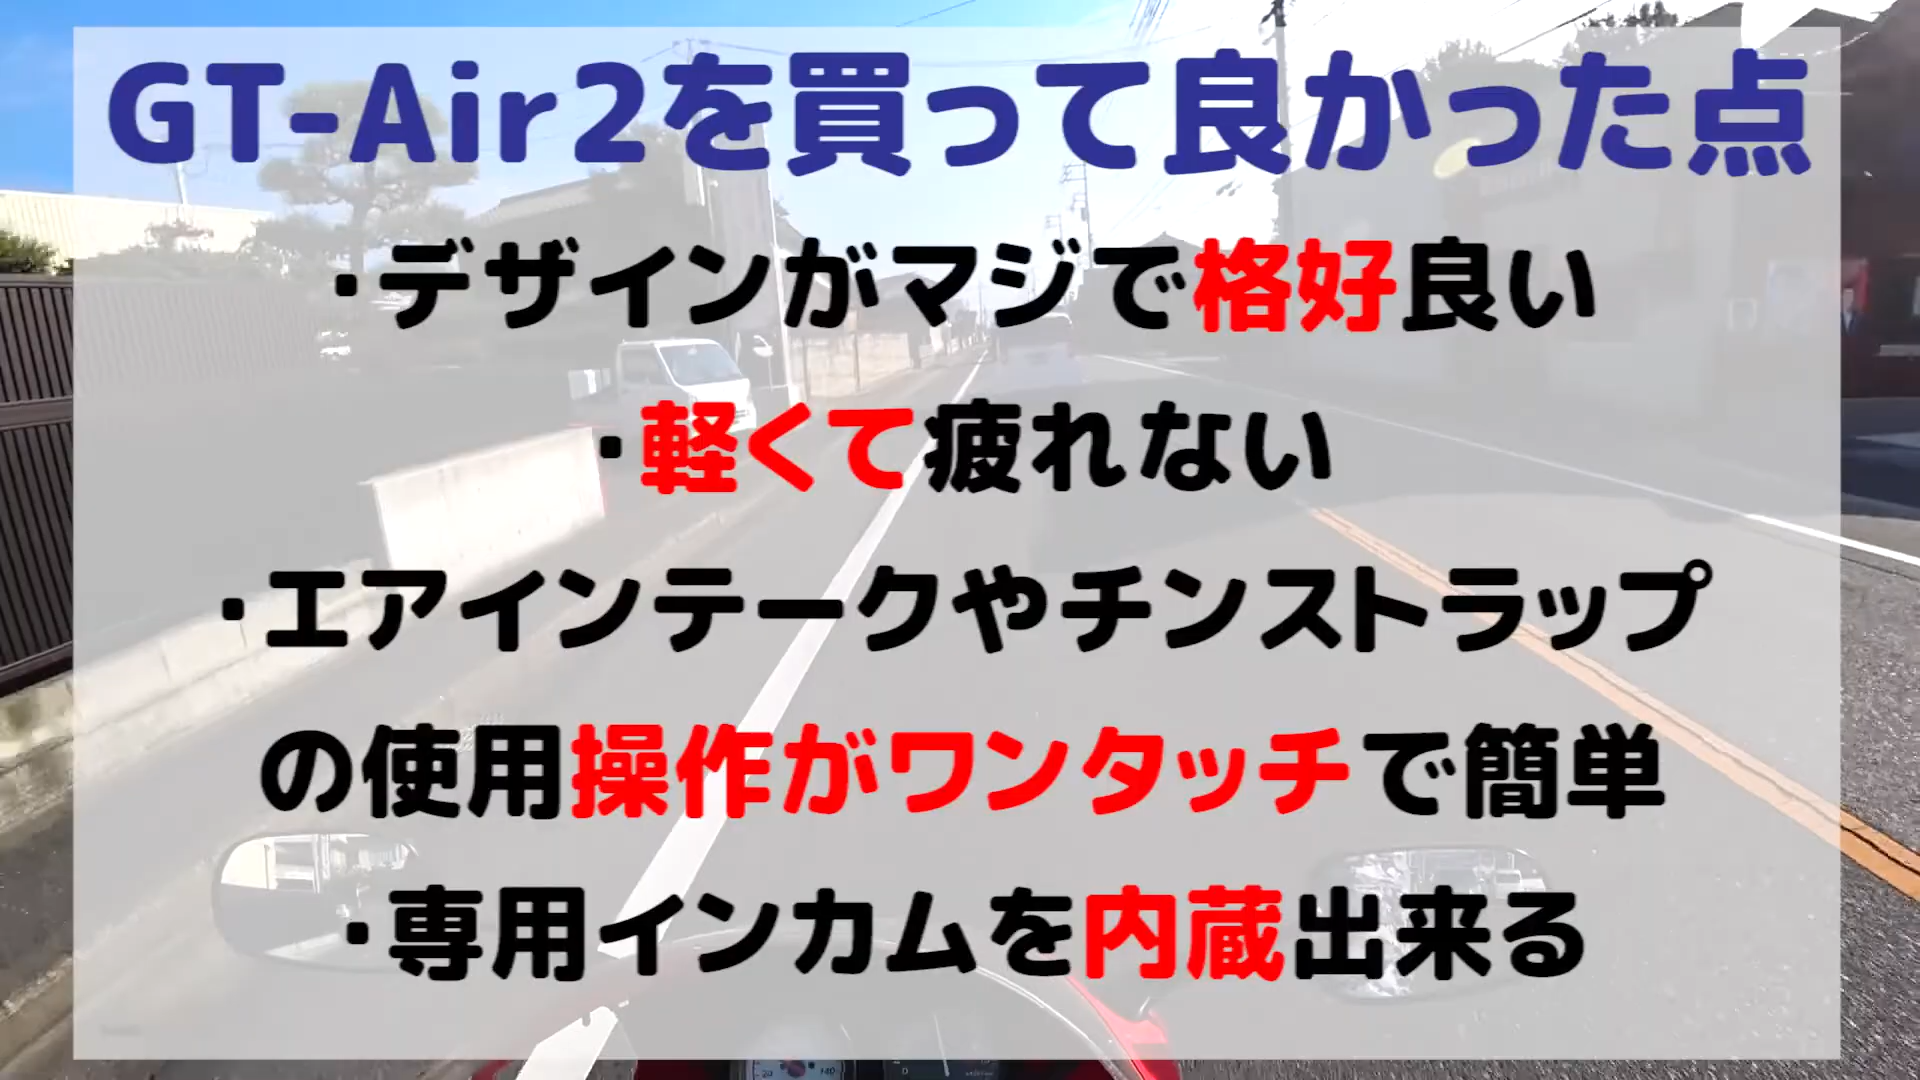 GT-Air2を買って良かった点
・デザインがマジで格好良い
・軽くて疲れない
・エアインテークやチンストラップ
の使用操作がワンタッチで簡単
・専用インカムを内蔵出来る
20
140
0